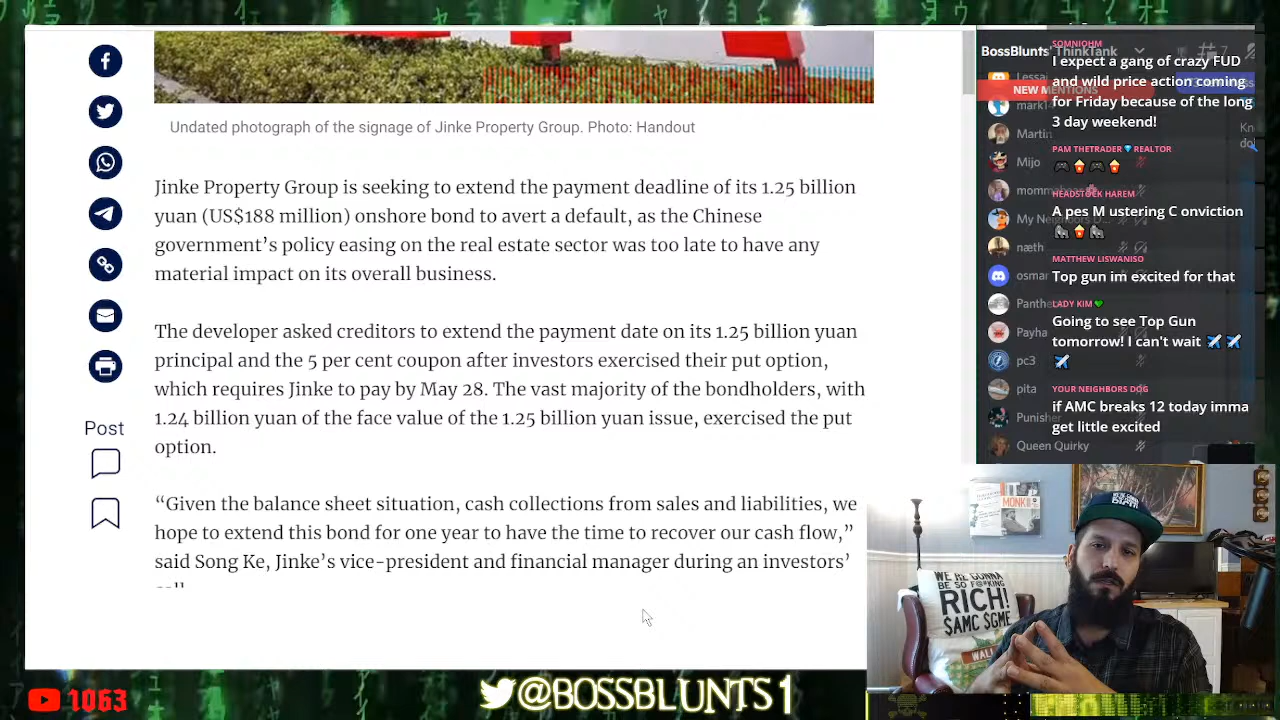 Undated photograph of the signage of Jinke Property Group. Photo: Handout
Jinke Property Group is seeking to extend the payment deadline of its 1.25 billion
yuan (US$188 million) onshore bond to avert a default, as the Chinese
government’s policy easing on the real estate sector was too late to have any
material impact on its overall business.
The developer asked creditors to extend the payment date on its 1.25 billion yuan
principal and the 5 per cent coupon after investors exercised their put option,
which requires Jinke to pay by May 28. The vast majority of the bondholders, with
1.24 billion yuan of the face value of the 1.25 billion yuan issue, exercised the put
option.
“Given the balance sheet situation, cash collections from sales and liabilities, we
hope to extend this bond for one year to have the time to recover our cash flow,”
said Song Ke, Jinke’s vice-president and financial manager during an investors’
Post
BossBlunts' ThinkTank
NEW MENTIONS
Martin
Mijo
My Neighbors D...
næth
osmar
Panthe
Payha
pc3
pita
Punisher
Queen Quirky
SOMNIOHM
I expect a gang of crazy FUD
and wild price action coming
for Friday because of the long
3 day weekend!
PAM THETRADER 💎 REALTOR
🎮 🍿 🎮 🍿
HEADSTOCK HAREM
A pes M ustering C onviction
🦍 🍿 🦍
MATTHEW LISWANISO
Top gun im excited for that
LADY KIM 💚
Going to see Top Gun
tomorrow! I can't wait ✈️ ✈️
✈️
YOUR NEIGHBORS DOG
if AMC breaks 12 today imma
get little excited
WE'RE GONNA
BE SO F@#KING
RICH!
$AMC $GME
WALL
1063
@BOSSBLUNTS1